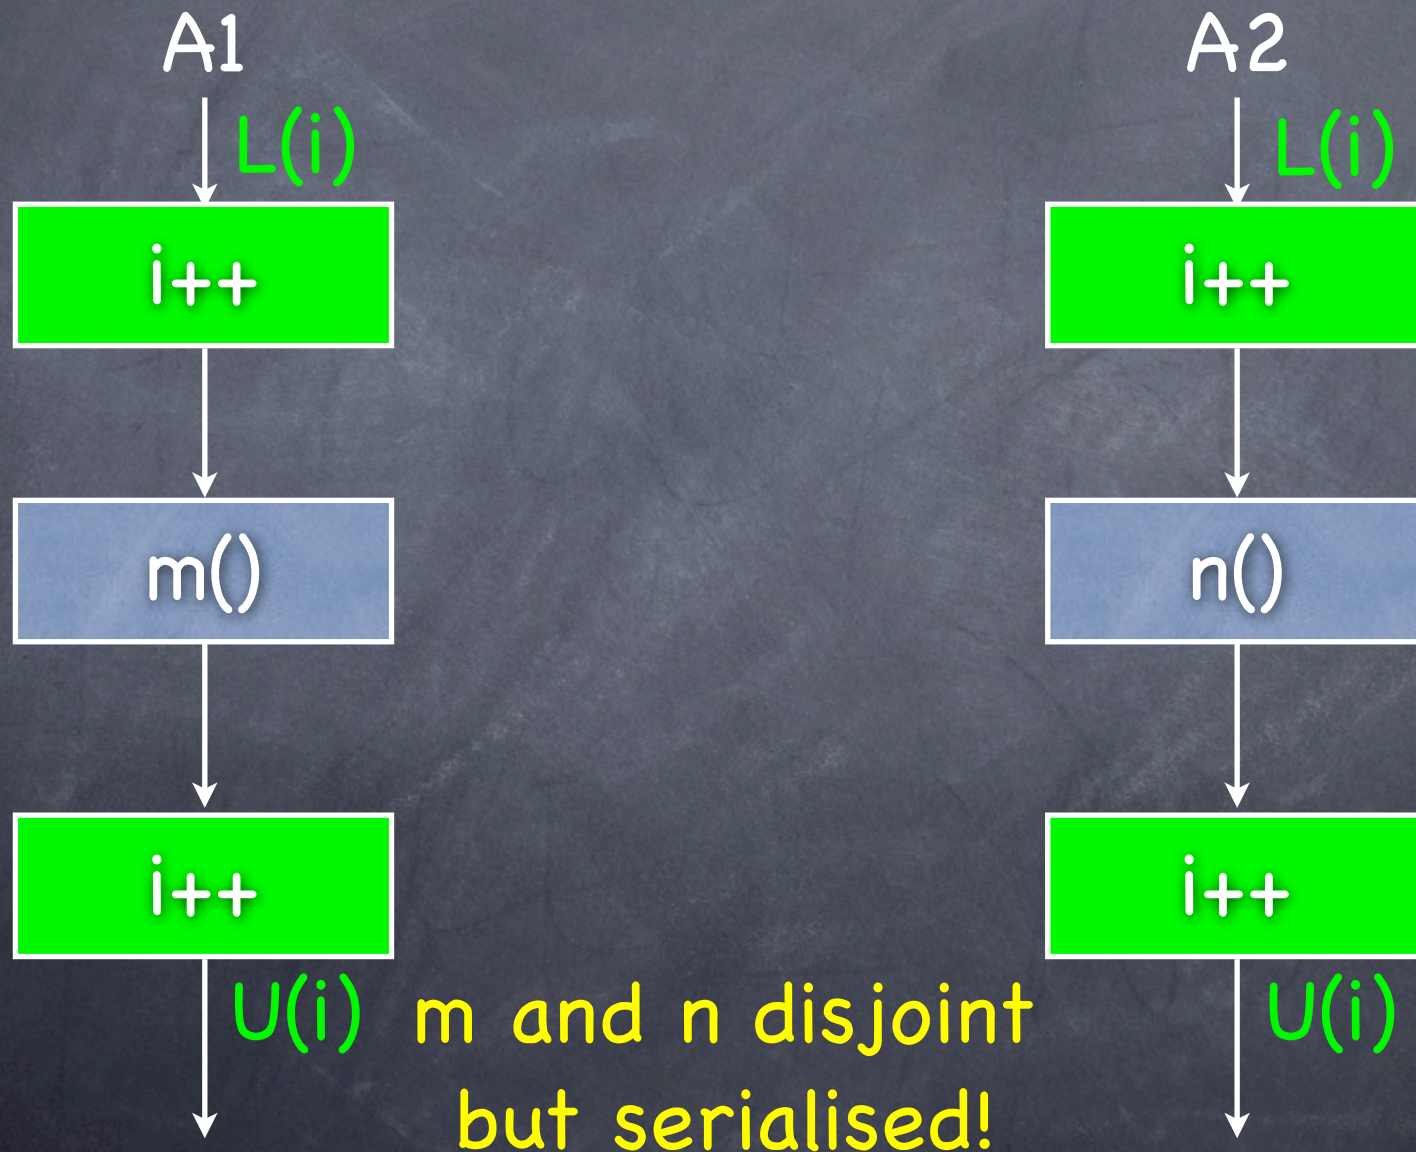 A1
A2
L(i)
L(i)
i++
i++
m()
n()
i++
i++
U(i)
U(i)
m and n disjoint
but serialised!